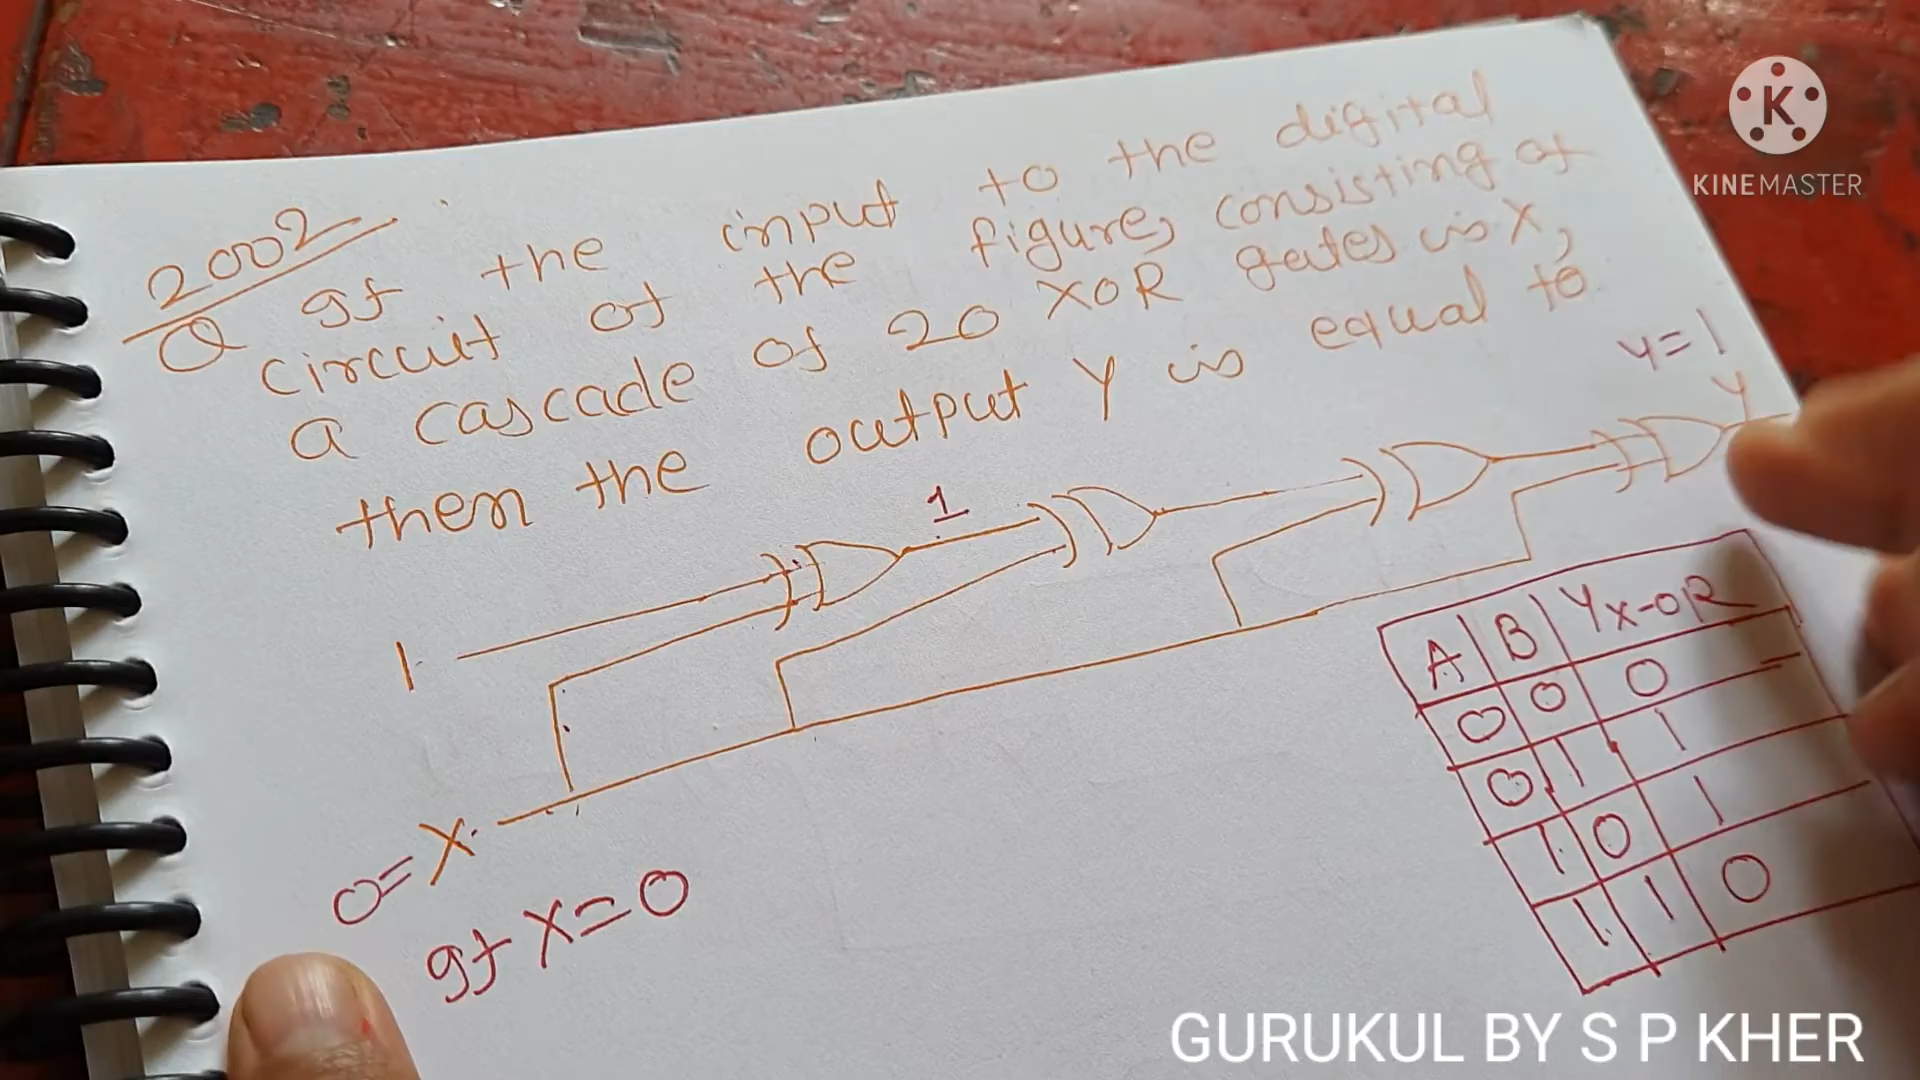 2002
Q If the input to the digital
circuit of the figure, consisting of
a cascade of 20 XOR gates is X,
then the output Y is equal to
Y=1
Y
1
1
0=X
If X=0
A B Y X-OR
0 0 0
0 1 1
1 0 1
1 1 0
K
KINEMASTER
GURUKUL BY S P KHER